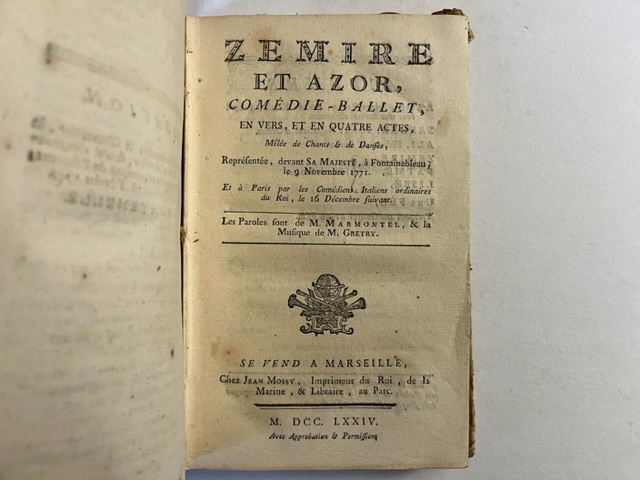 ZEMIRE
ET AZOR,
COMÉDIE-BALLET,
EN VERS, ET EN QUATRE ACTES,
Mêlée de Chants & de Danses,
Représentée, devant SA MAJESTÉ, à Fontainebleau,
le 9 Novembre 1771.
Et à Paris par les Comédiens Italiens ordinaires
du Roi, le 16 Décembre suivant.
Les Paroles sont de M. MARMONTEL, & la
Musique de M. GRETRY.
SE VEND A MARSEILLE,
Chez JEAN MOSSY, Imprimeur du Roi, de la
Marine, & Libraire, au Parc.
M. DCC. LXXIV.
Avec Approbation & Permission.